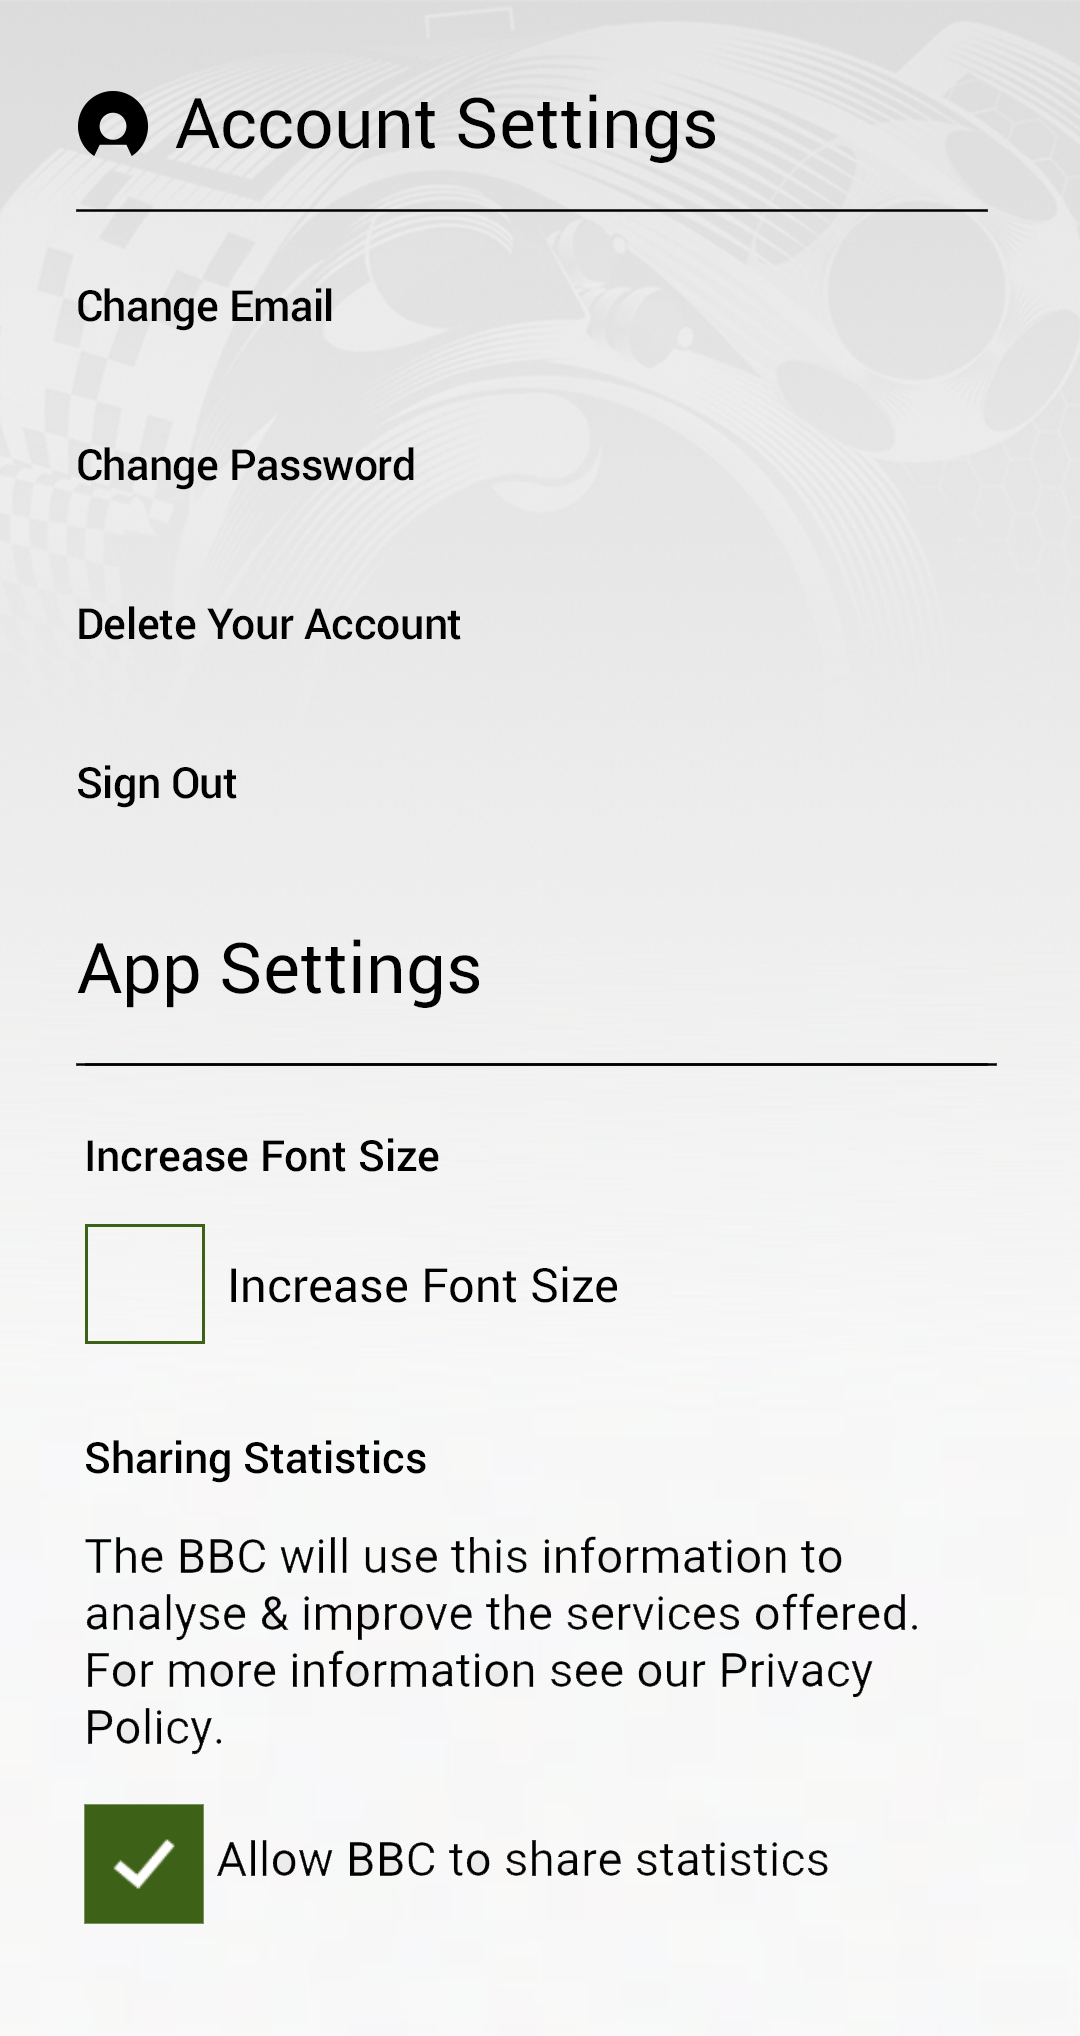 Account Settings
Change Email
Change Password
Delete Your Account
Sign Out
App Settings
Increase Font Size
Increase Font Size
Sharing Statistics
The BBC will use this information to
analyse & improve the services offered.
For more information see our Privacy
Policy.
Allow BBC to share statistics